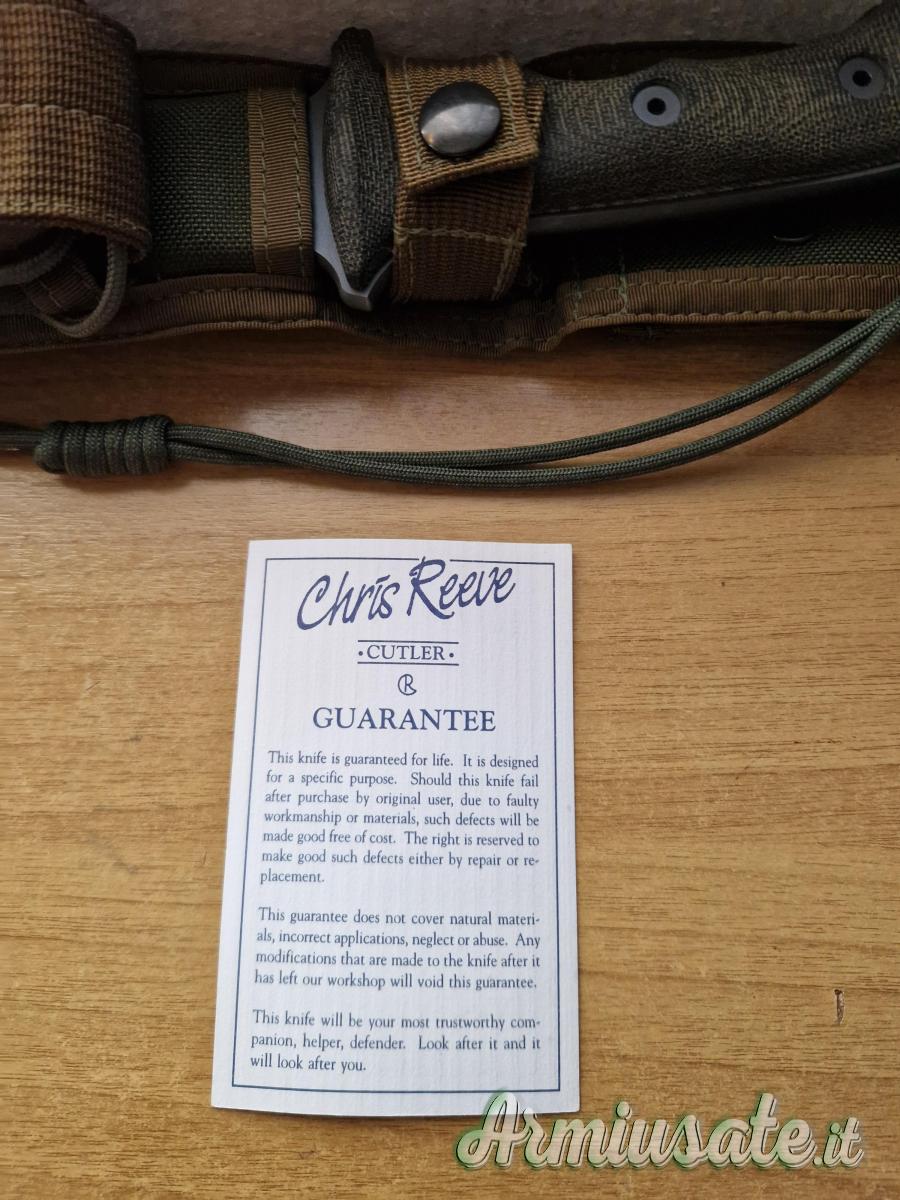 Chris Reeve
·CUTLER·
GUARANTEE
This knife is guaranteed for life. It is designed
for a specific purpose. Should this knife fail
after purchase by original user, due to faulty
workmanship or materials, such defects will be
made good free of cost. The right is reserved to
make good such defects either by repair or re-
placement.
This guarantee does not cover natural materi-
als, incorrect applications, neglect or abuse. Any
modifications that are made to the knife after it
has left our workshop will void this guarantee.
This knife will be your most trustworthy com-
panion, helper, defender. Look after it and it
will look after you.
Armiusate.it